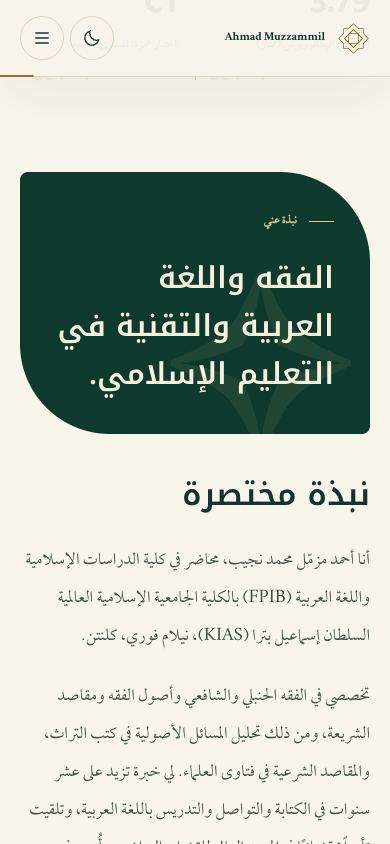 3.79
C1
Ahmad Muzzammil
نبذة عني
الفقه واللغة
العربية والتقنية في
التعليم الإسلامي.
نبذة مختصرة
أنا أحمد مزمّل محمد نجيب، محاضر في كلية الدراسات الإسلامية
واللغة العربية (FPIB) بالكلية الجامعية الإسلامية العالمية
السلطان إسماعيل بترا (KIAS)، نيلام فوري، كلنتن.
تخصصي في الفقه الحنبلي والشافعي وأصول الفقه ومقاصد
الشريعة، ومن ذلك تحليل المسائل الأصولية في كتب التراث،
والمقاصد الشرعية في فتاوى العلماء. لي خبرة تزيد على عشر
سنوات في الكتابة والتواصل والتدريس باللغة العربية، وتلقيت